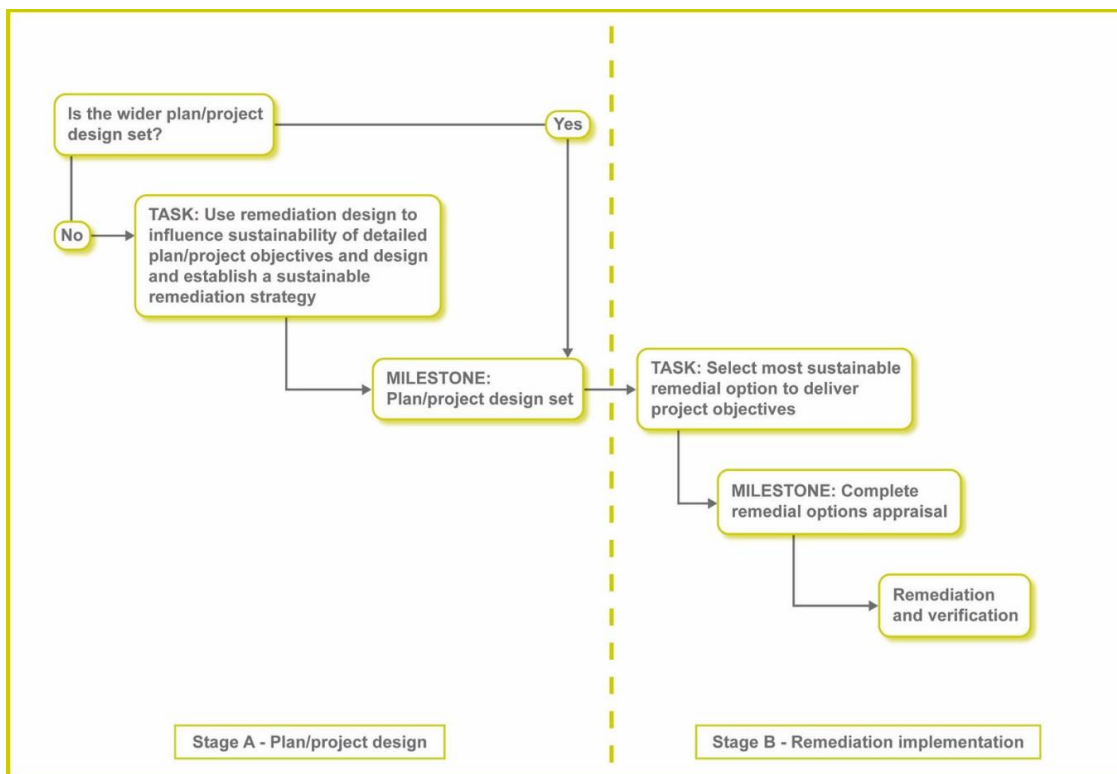 Is the wider plan/project
design set?
Yes
No
TASK: Use remediation design to
influence sustainability of detailed
plan/project objectives and design
and establish a sustainable
remediation strategy
MILESTONE:
Plan/project design set
TASK: Select most sustainable
remedial option to deliver
project objectives
MILESTONE: Complete
remedial options appraisal
Remediation
and verification
Stage A - Plan/project design
Stage B - Remediation implementation